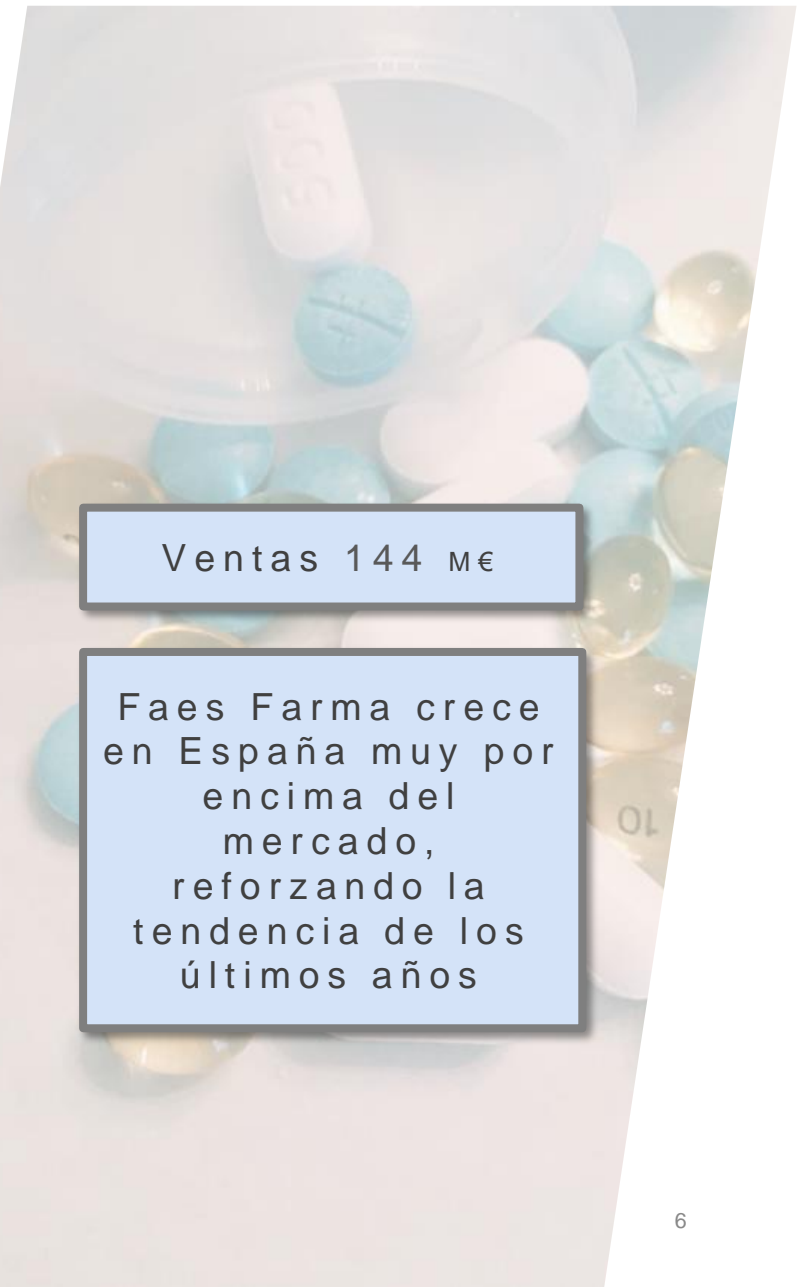 Ventas 144 M€
Faes Farma crece
en España muy por
encima del
mercado,
reforzando la
tendencia de los
últimos años
10
6